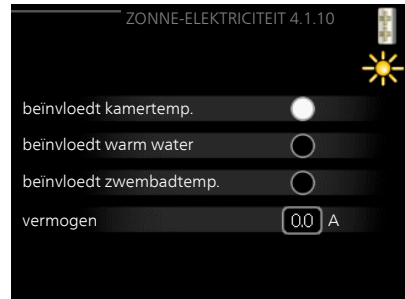 ZONNE-ELEKTRICITEIT 4.1.10
beïnvloedt kamertemp.
beïnvloedt warm water
beïnvloedt zwembadtemp.
vermogen 0.0 A